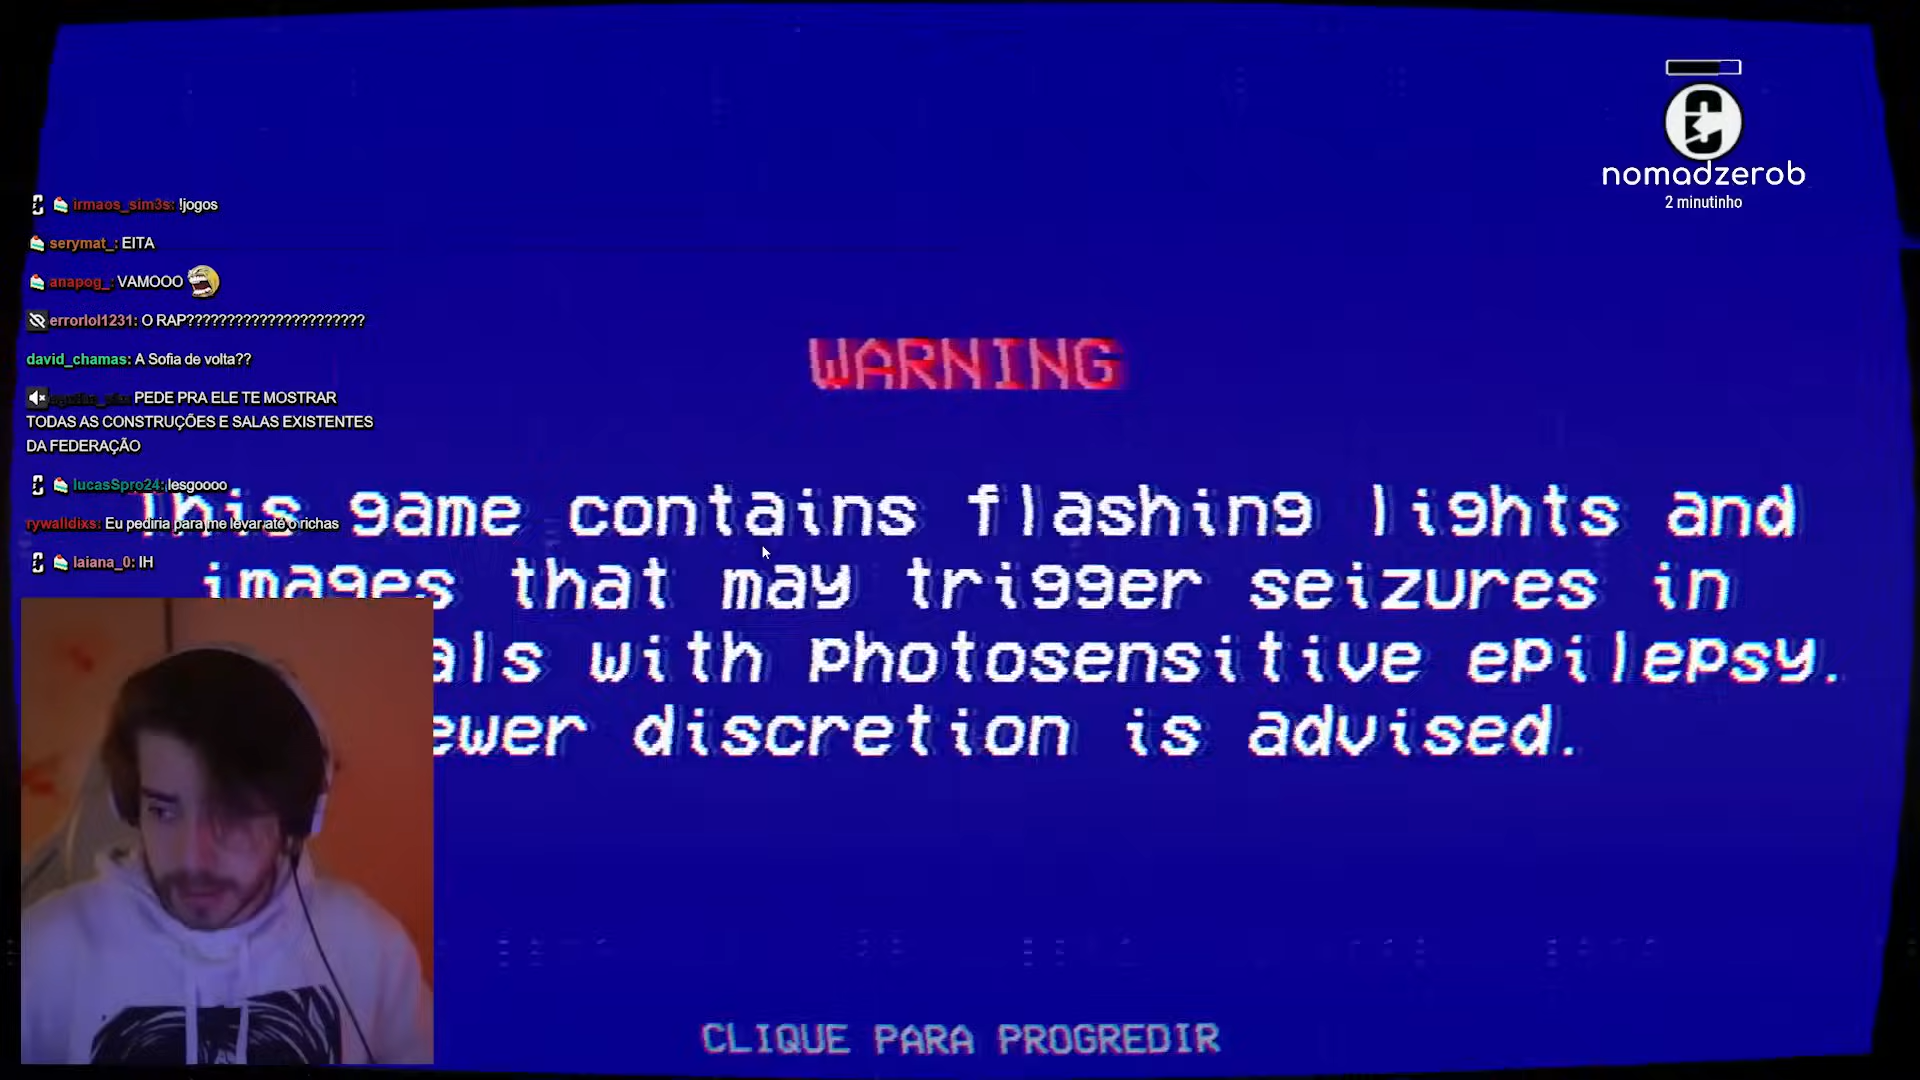 nomadzerob
2 minutinho
irmaos_sim3s: !jogos
serymat_: EITA
anapog_: VAMOOO
errorlol1231: O RAP??????????????????????
david_chamas: A Sofia de volta??
PEDE PRA ELE TE MOSTRAR
TODAS AS CONSTRUÇÕES E SALAS EXISTENTES
DA FEDERAÇÃO
lucasSpro24: lesgoooo
rywalldixs: Eu pediria para me levar até o richas
laiana_0: IH
WARNING
This game contains flashing lights and
images that may trigger seizures in
als with photosensitive epilepsy.
ewer discretion is advised.
CLIQUE PARA PROGREDIR